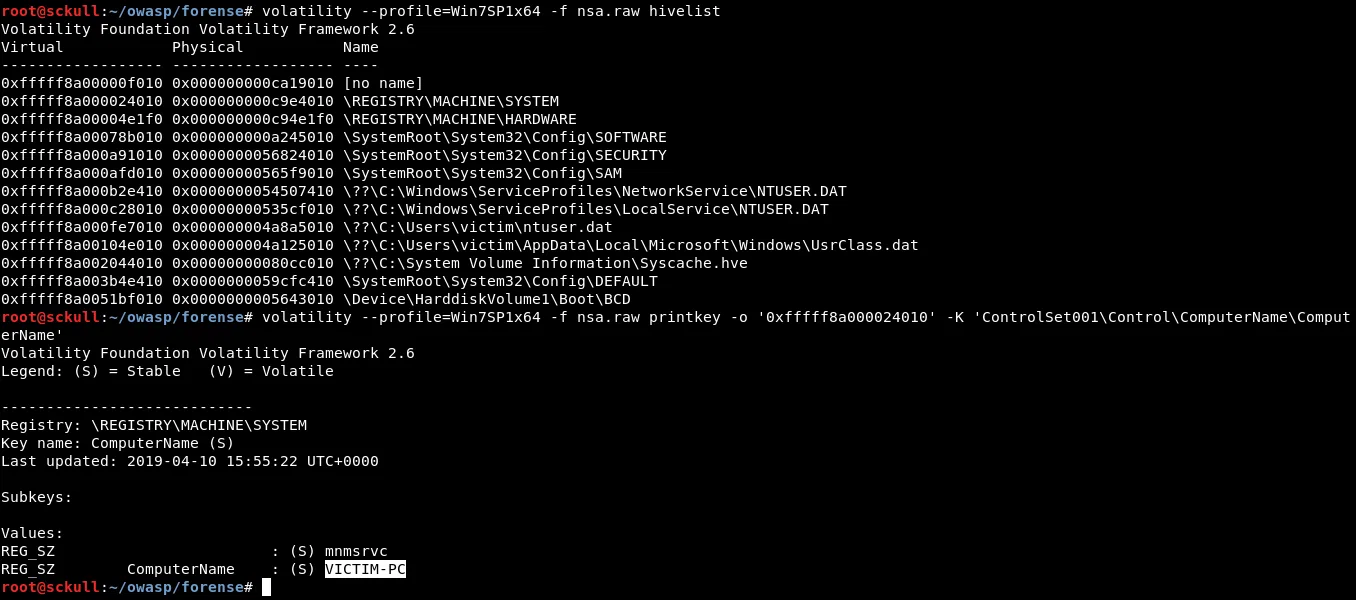 root@sckull:~/owasp/forense# volatility --profile=Win7SP1x64 -f nsa.raw hivelist
Volatility Foundation Volatility Framework 2.6
Virtual            Physical           Name
------------------ ------------------ ----
0xfffff8a00000f010 0x000000000ca19010 [no name]
0xfffff8a000024010 0x000000000c9e4010 \REGISTRY\MACHINE\SYSTEM
0xfffff8a00004e1f0 0x000000000c94e1f0 \REGISTRY\MACHINE\HARDWARE
0xfffff8a00078b010 0x000000000a245010 \SystemRoot\System32\Config\SOFTWARE
0xfffff8a000a91010 0x0000000056824010 \SystemRoot\System32\Config\SECURITY
0xfffff8a000afd010 0x00000000565f9010 \SystemRoot\System32\Config\SAM
0xfffff8a000b2e410 0x0000000054507410 \??\C:\Windows\ServiceProfiles\NetworkService\NTUSER.DAT
0xfffff8a000c28010 0x00000000535cf010 \??\C:\Windows\ServiceProfiles\LocalService\NTUSER.DAT
0xfffff8a000fe7010 0x000000004a8a5010 \??\C:\Users\victim\ntuser.dat
0xfffff8a00104e010 0x000000004a125010 \??\C:\Users\victim\AppData\Local\Microsoft\Windows\UsrClass.dat
0xfffff8a002044010 0x00000000080cc010 \??\C:\System Volume Information\Syscache.hve
0xfffff8a003b4e410 0x0000000059cfc410 \SystemRoot\System32\Config\DEFAULT
0xfffff8a0051bf010 0x0000000005643010 \Device\HarddiskVolume1\Boot\BCD
root@sckull:~/owasp/forense# volatility --profile=Win7SP1x64 -f nsa.raw printkey -o '0xfffff8a000024010' -K 'ControlSet001\Control\ComputerName\Comput
erName'
Volatility Foundation Volatility Framework 2.6
Legend: (S) = Stable   (V) = Volatile
----------------------------
Registry: \REGISTRY\MACHINE\SYSTEM
Key name: ComputerName (S)
Last updated: 2019-04-10 15:55:22 UTC+0000
Subkeys:
Values:
REG_SZ                        : (S) mnmsrvc
REG_SZ        ComputerName    : (S) VICTIM-PC
root@sckull:~/owasp/forense#